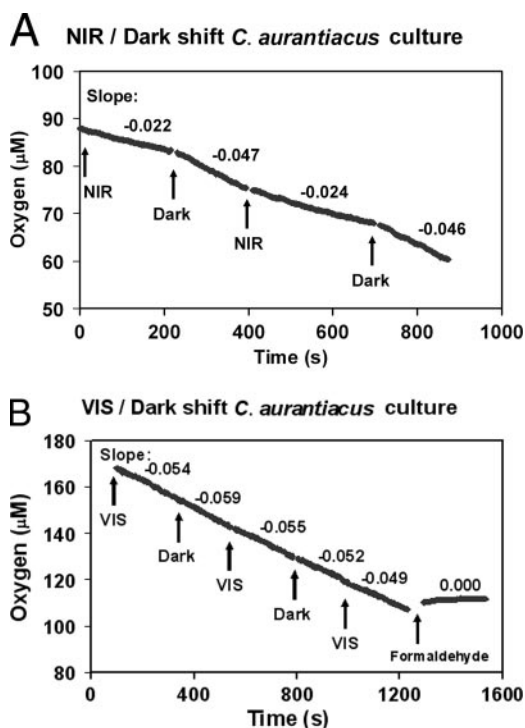 A
NIR / Dark shift C. aurantiacus culture
100
90
80
70
60
50
Oxygen (µM)
Slope:
-0.022
-0.047
-0.024
-0.046
NIR
Dark
NIR
Dark
0 200 400 600 800 1000
Time (s)
B
VIS / Dark shift C. aurantiacus culture
180
160
140
120
100
80
Oxygen (µM)
Slope:
-0.054
-0.059
-0.055
-0.052
-0.049
0.000
VIS
Dark
VIS
Dark
VIS
Formaldehyde
0 400 800 1200 1600
Time (s)